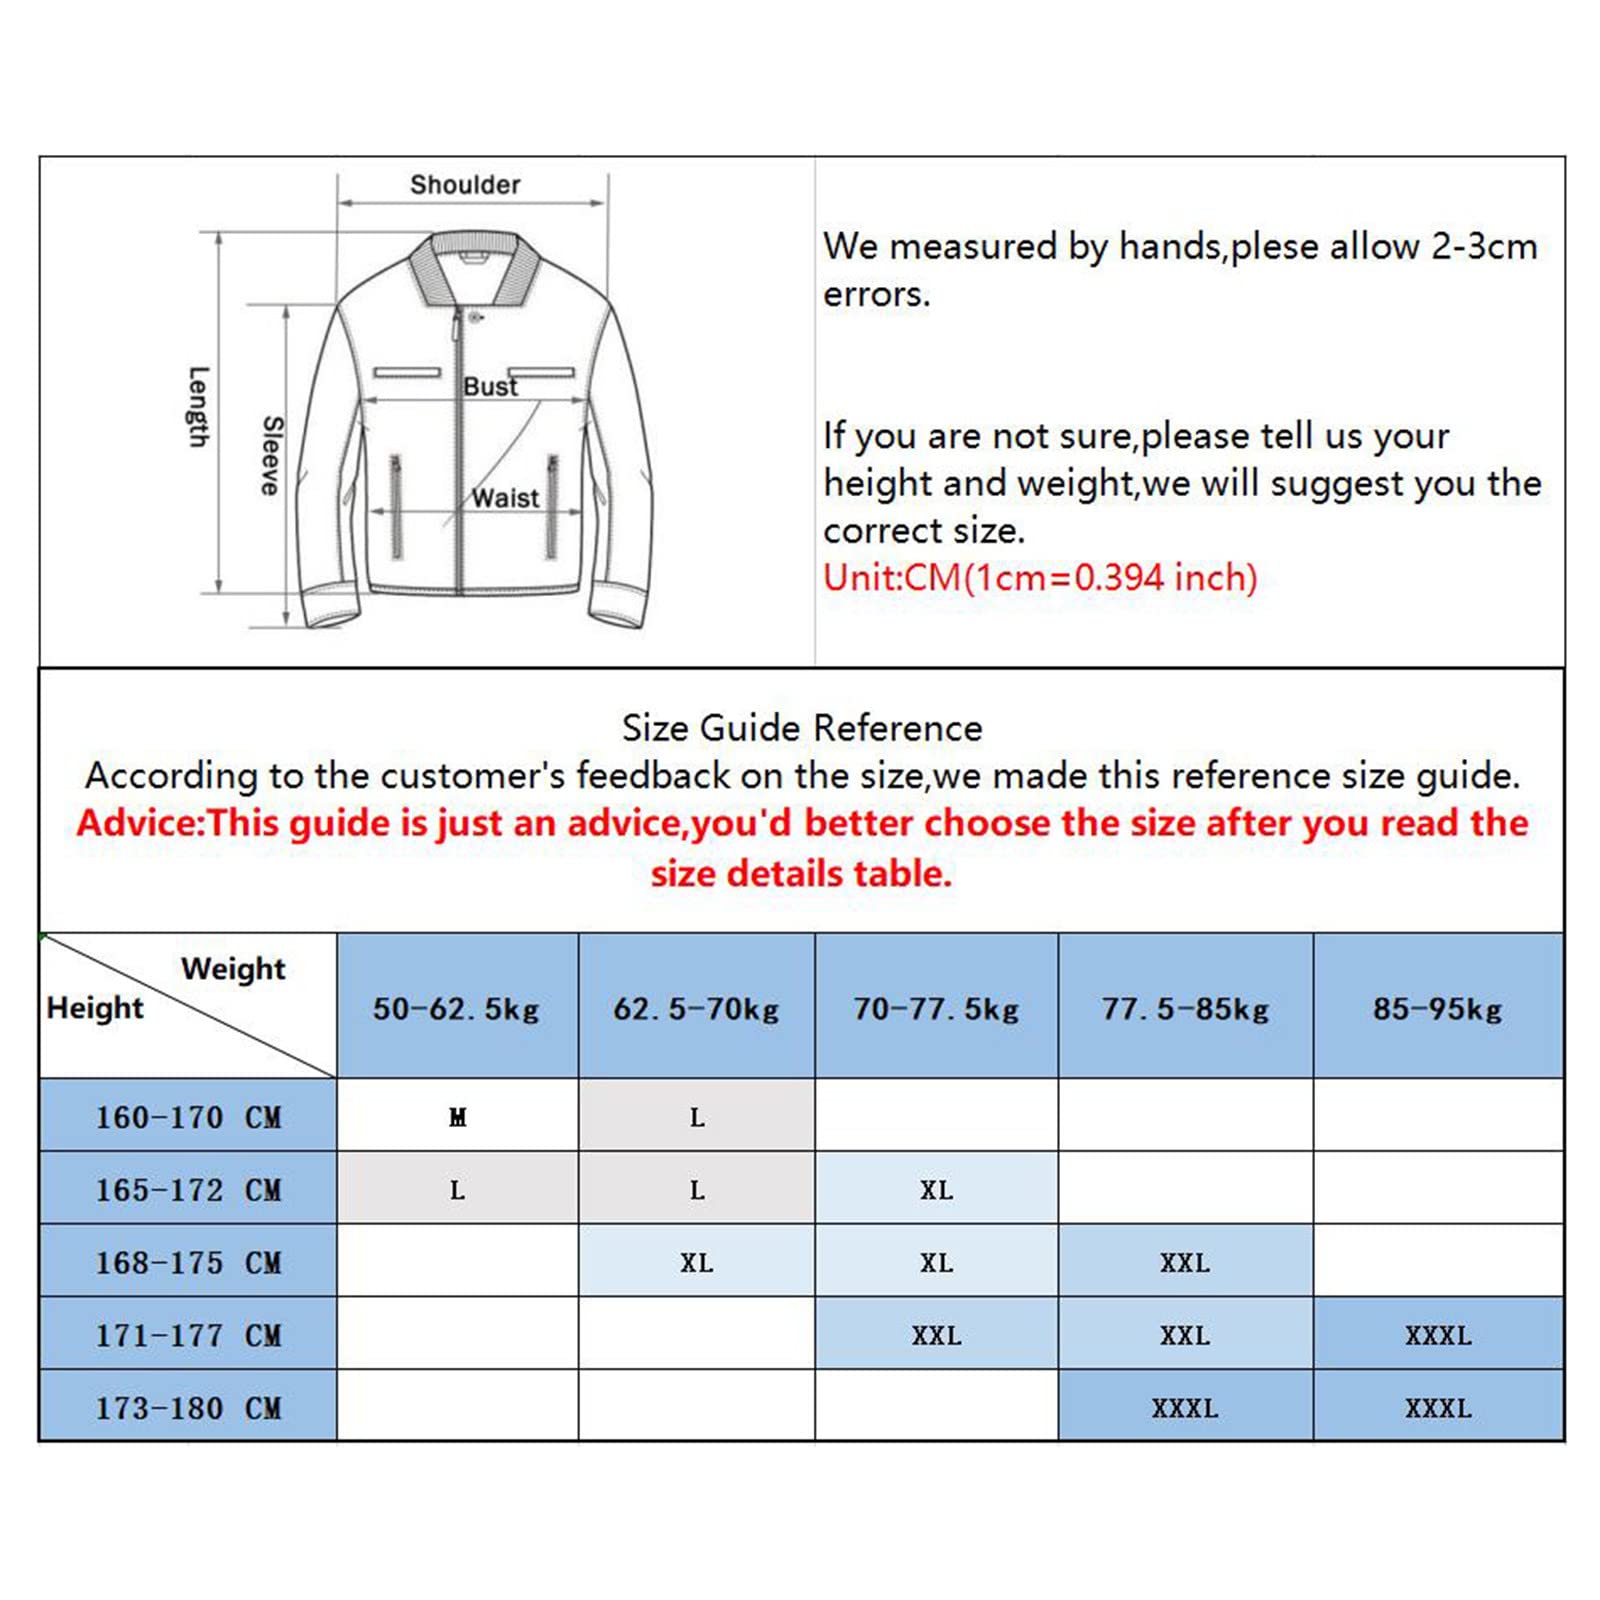 Shoulder
Length
Sleeve
Bust
Waist
We measured by hands,plese allow 2-3cm
errors.
If you are not sure,please tell us your
height and weight,we will suggest you the
correct size.
Unit:CM(1cm=0.394 inch)
Size Guide Reference
According to the customer's feedback on the size,we made this reference size guide.
Advice:This guide is just an advice,you'd better choose the size after you read the
size details table.
Weight
Height
50-62.5kg 62.5-70kg 70-77.5kg 77.5-85kg 85-95kg
160-170 CM M L
165-172 CM L L XL
168-175 CM XL XL XXL
171-177 CM XXL XXL XXXL
173-180 CM XXXL XXXL